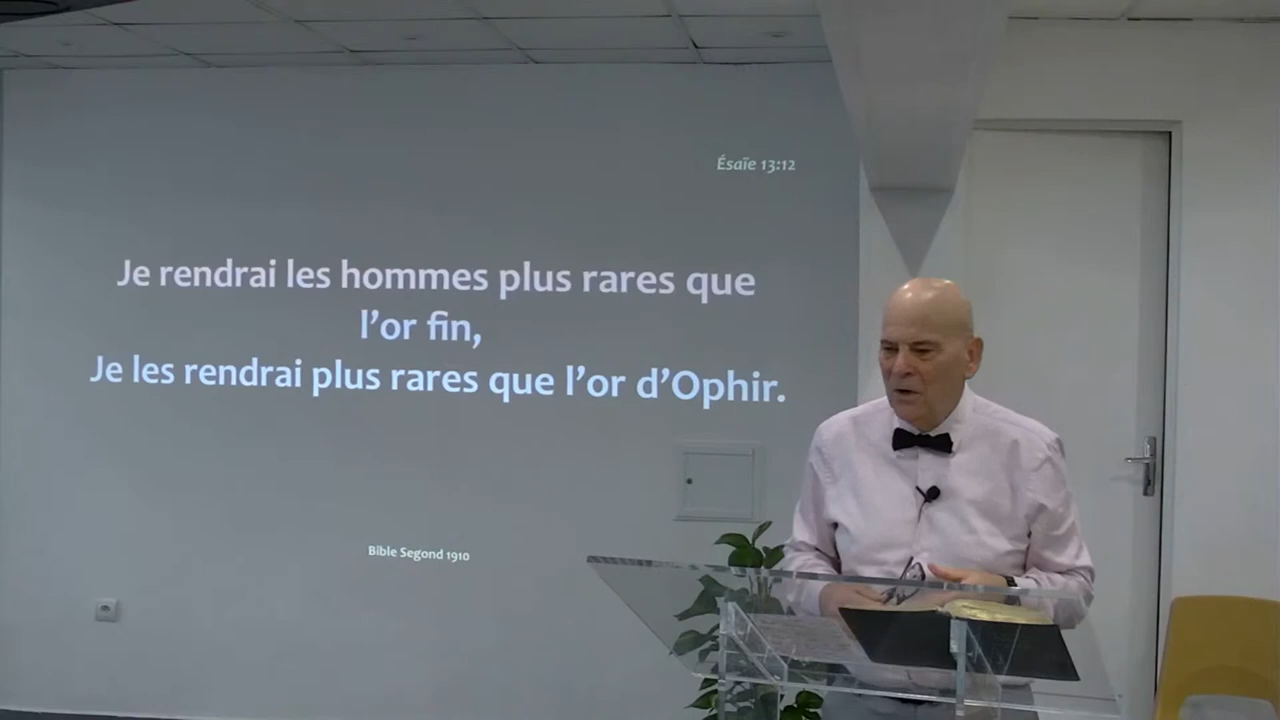 Ésaïe 13:12
Je rendrai les hommes plus rares que
l'or fin,
Je les rendrai plus rares que l'or d'Ophir.
Bible Segond 1910